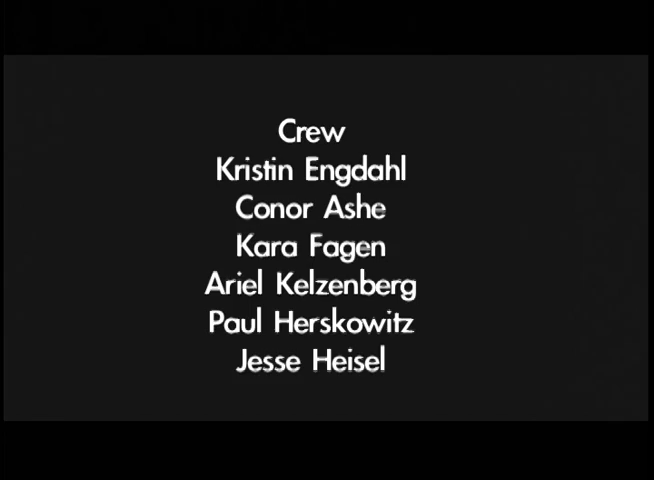 Crew
Kristin Engdahl
Conor Ashe
Kara Fagen
Ariel Kelzenberg
Paul Herskowitz
Jesse Heisel